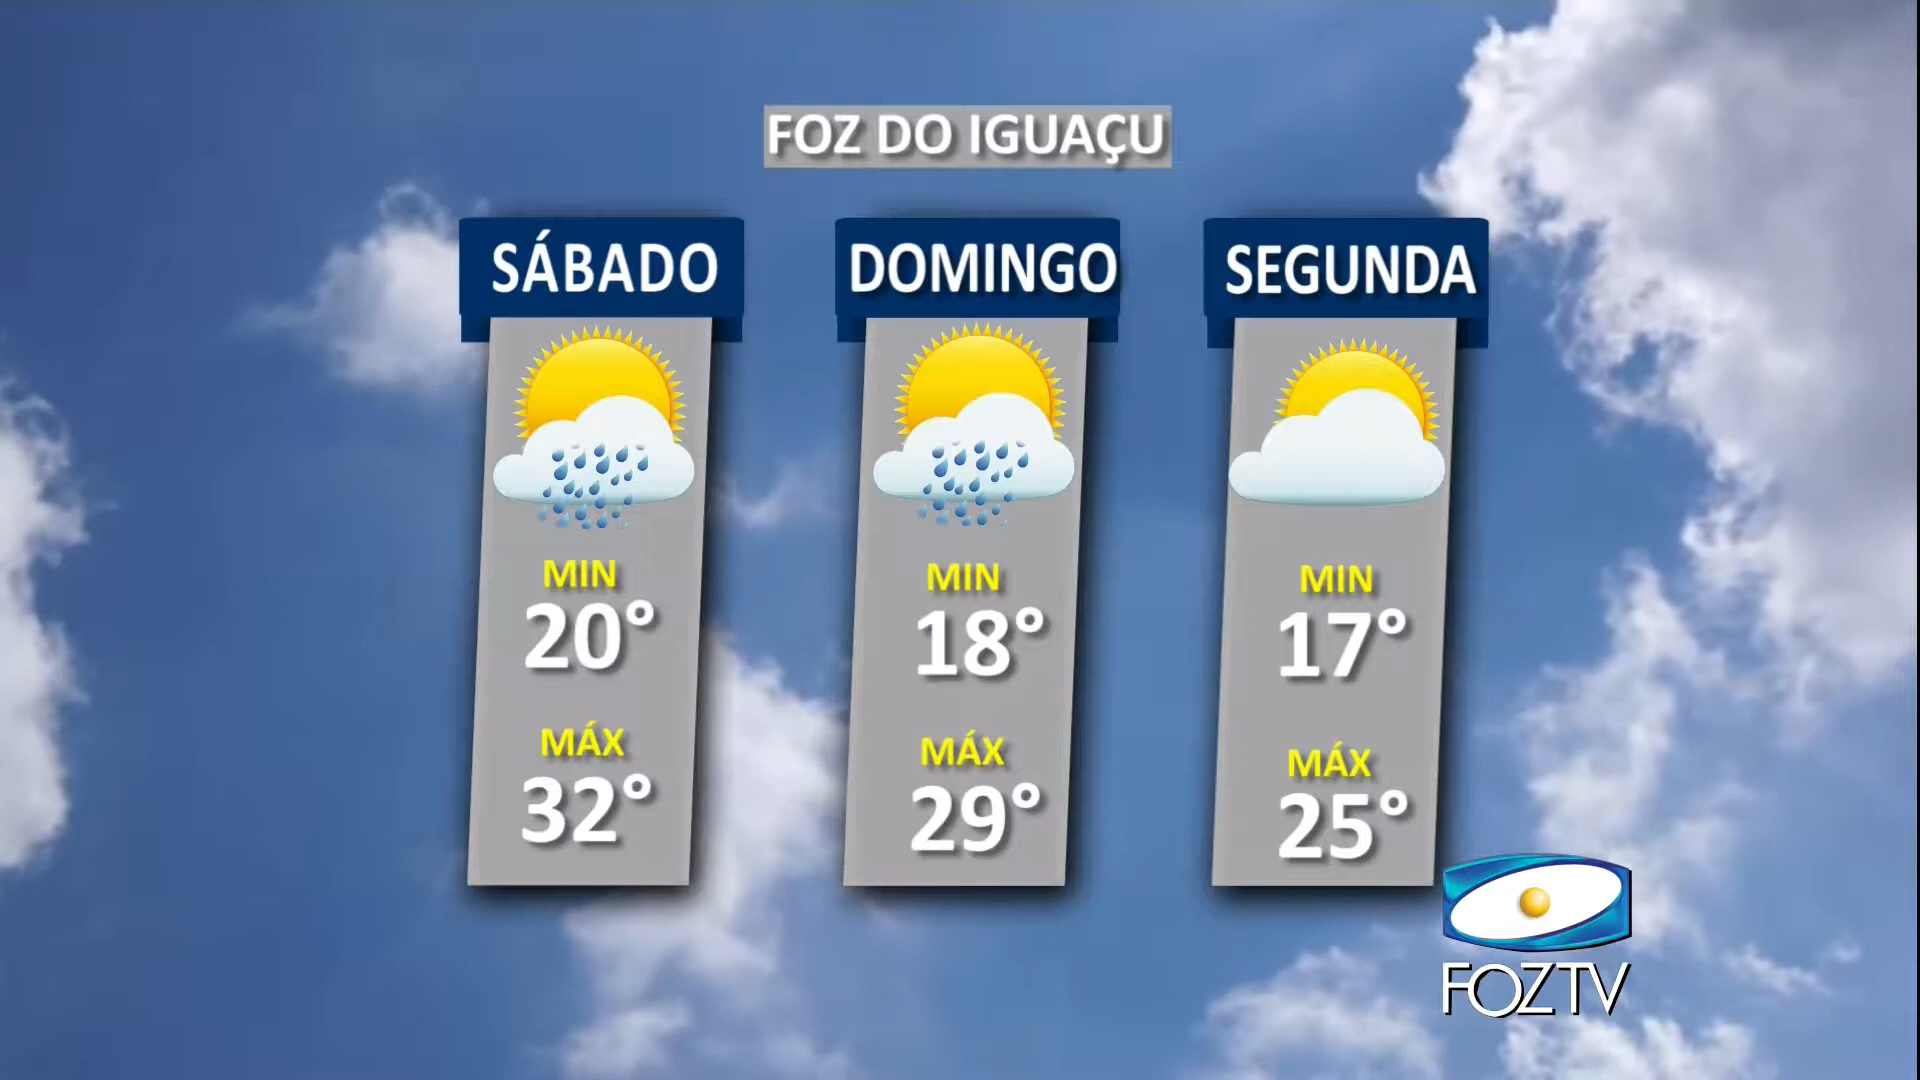 FOZ DO IGUAÇU
SÁBADO
MIN
20°
MÁX
32°
DOMINGO
MIN
18°
MÁX
29°
SEGUNDA
MIN
17°
MÁX
25°
FOZTV